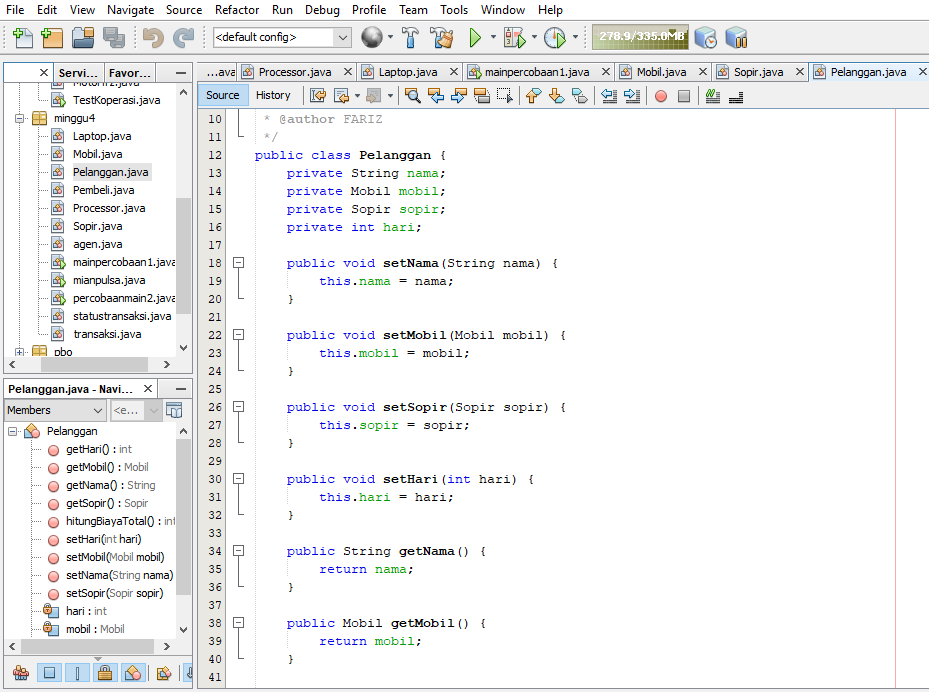 File Edit View Navigate Source Refactor Run Debug Profile Team Tools Window Help
<default config>
278.9/335.0MB
Servi... Favor...
...ava Processor.java Laptop.java mainpercobaan1.java Mobil.java Sopir.java Pelanggan.java
Source History
TestKoperasi.java
minggu4
Laptop.java
Mobil.java
Pelanggan.java
Pembeli.java
Processor.java
Sopir.java
agen.java
mainpercobaan1.java
mianpulsa.java
percobaanmain2.java
statustransaksi.java
transaksi.java
pbo
Pelanggan.java - Navi...
Members <e...
Pelanggan
getHari() : int
getMobil() : Mobil
getNama() : String
getSopir() : Sopir
hitungBiayaTotal() : int
setHari(int hari)
setMobil(Mobil mobil)
setNama(String nama)
setSopir(Sopir sopir)
hari : int
mobil : Mobil
10 * @author FARIZ
11 */
12 public class Pelanggan {
13 private String nama;
14 private Mobil mobil;
15 private Sopir sopir;
16 private int hari;
17
18 public void setNama(String nama) {
19 this.nama = nama;
20 }
21
22 public void setMobil(Mobil mobil) {
23 this.mobil = mobil;
24 }
25
26 public void setSopir(Sopir sopir) {
27 this.sopir = sopir;
28 }
29
30 public void setHari(int hari) {
31 this.hari = hari;
32 }
33
34 public String getNama() {
35 return nama;
36 }
37
38 public Mobil getMobil() {
39 return mobil;
40 }
41